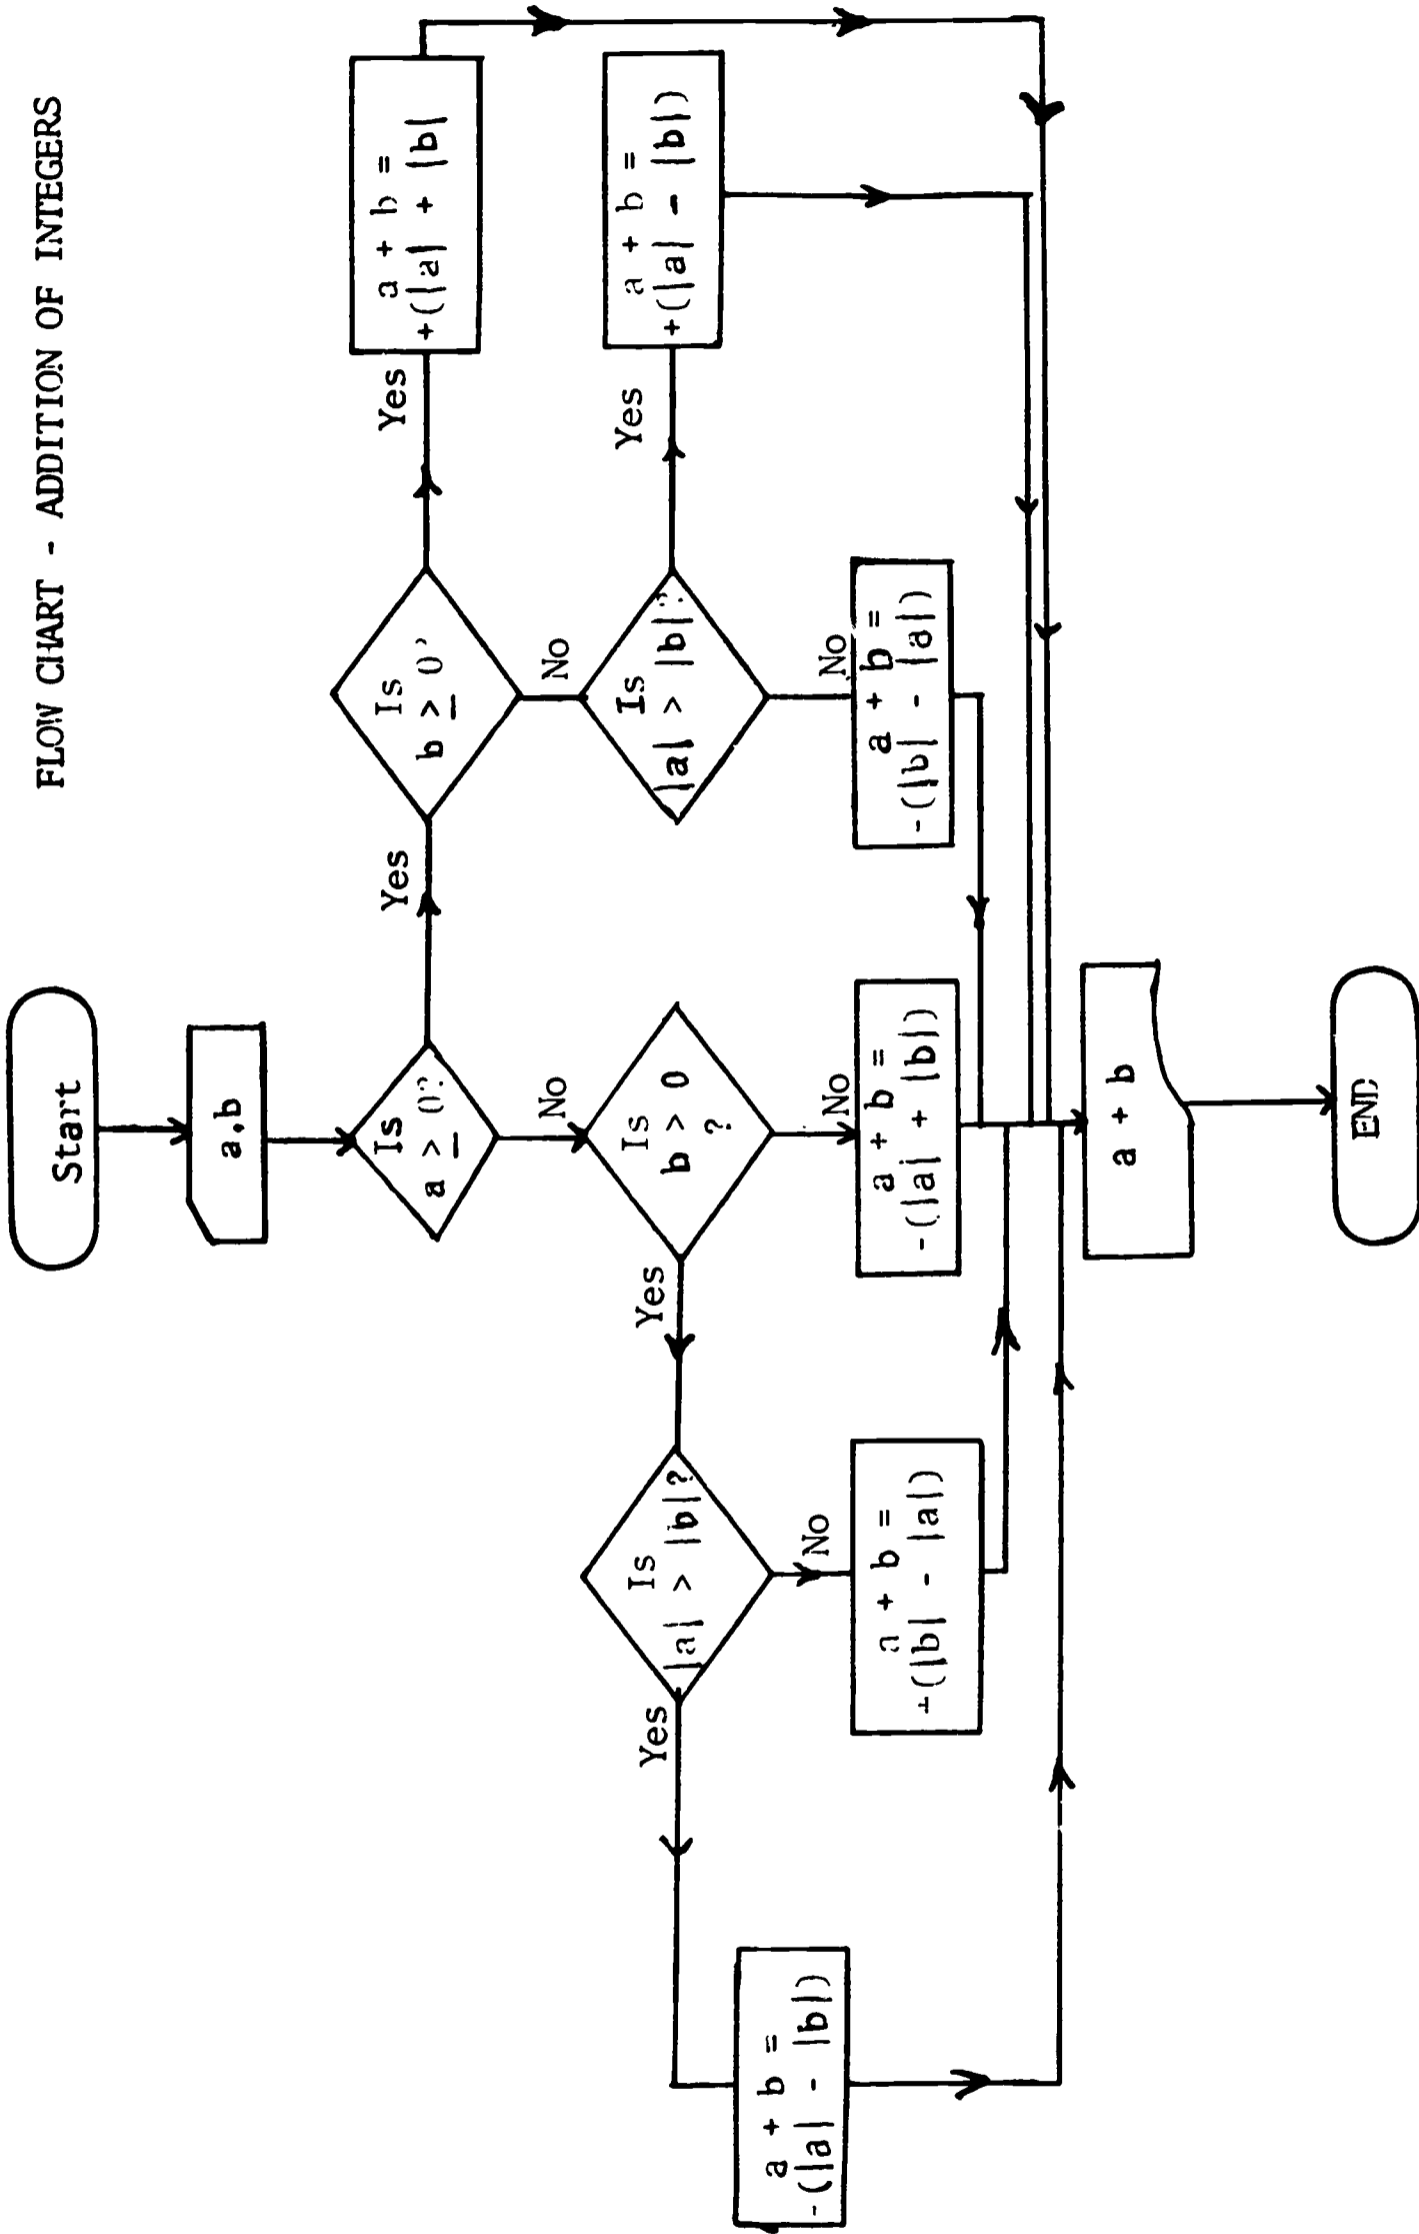 FLOW CHART - ADDITION OF INTEGERS
Start
a,b
Is
a ≥ 0?
Yes
Is
b ≥ 0?
Yes
a + b =
+(|a| + |b|
No
Is
|a| > |b|?
Yes
a + b =
+(|a| - |b|)
No
a + b =
-(|b| - |a|)
No
Is
b > 0
?
No
a + b =
-(|a| + |b|)
Yes
Is
|a| > |b|?
No
a + b =
+(|b| - |a|)
Yes
a + b =
-(|a| - |b|)
a + b
END